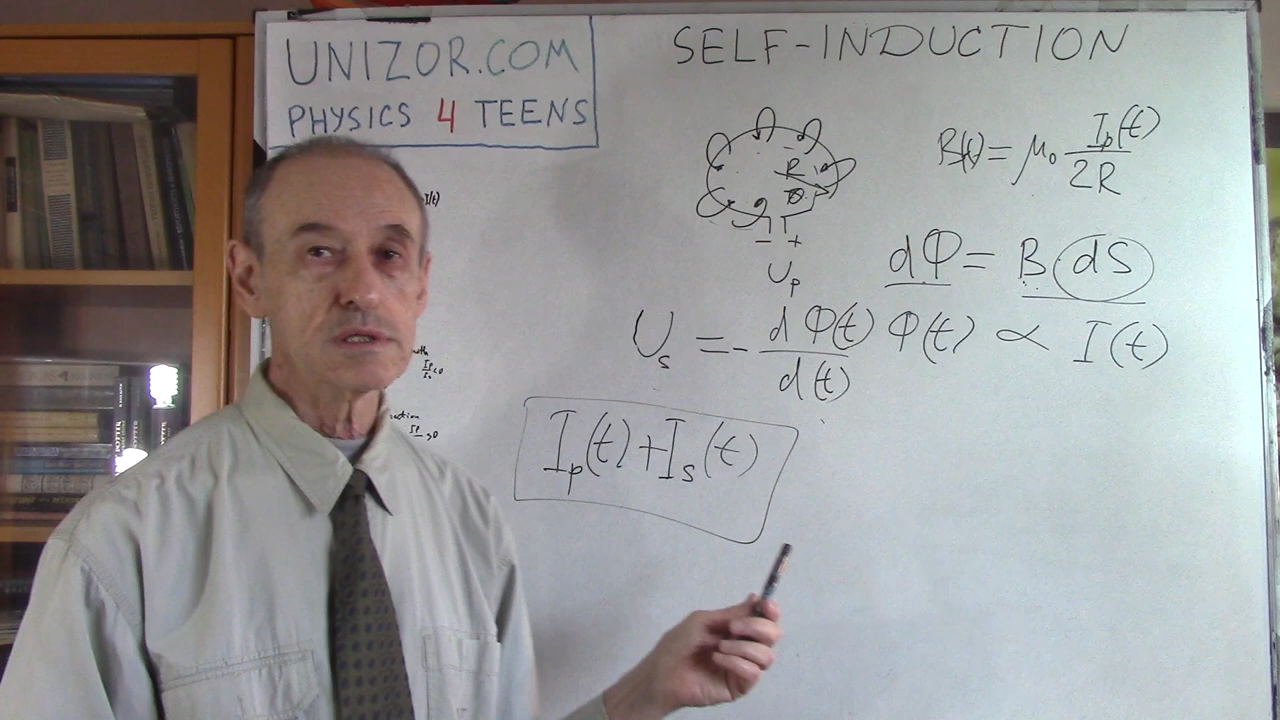 UNIZOR.COM
PHYSICS 4 TEENS
SELF-INDUCTION
R
- +
U_p
B(t) = μ₀ I_p(t) / 2R
dΦ = B dS
U_s = - dΦ(t) / d(t)
Φ(t) ∝ I(t)
I_p(t) + I_s(t)
I(t)